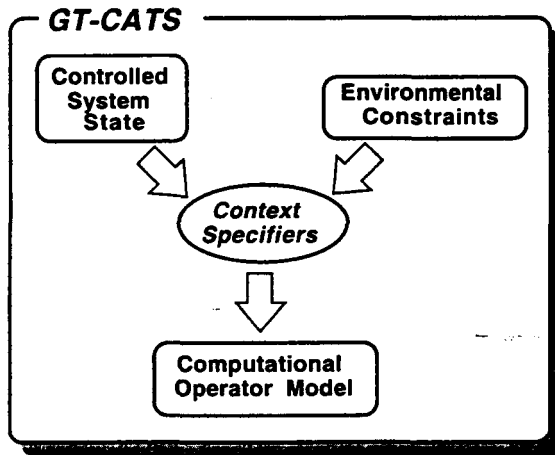 GT-CATS
Controlled
System
State
Environmental
Constraints
Context
Specifiers
Computational
Operator Model